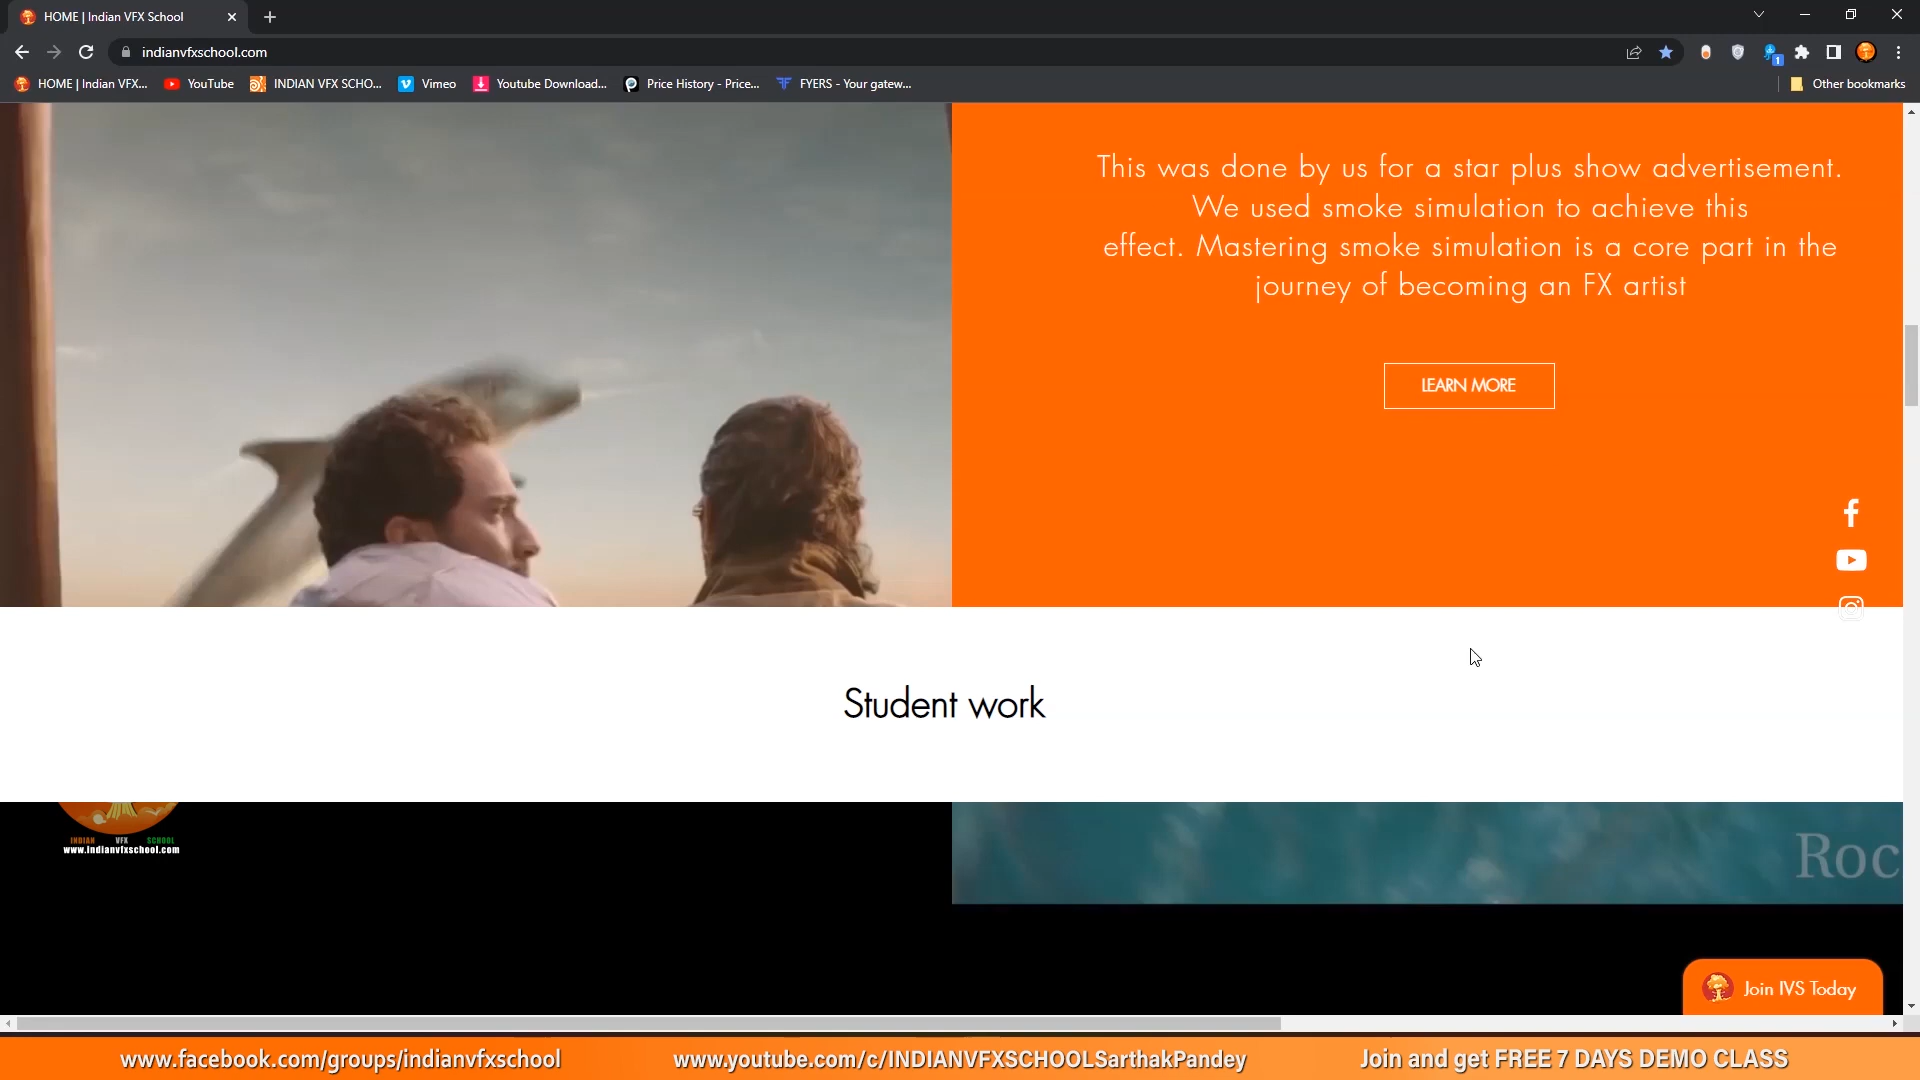 HOME | Indian VFX School
indianvfxschool.com
HOME | Indian VFX...
YouTube
INDIAN VFX SCHO...
Vimeo
Youtube Download...
Price History - Price...
FYERS - Your gatew...
Other bookmarks
This was done by us for a star plus show advertisement.
We used smoke simulation to achieve this
effect. Mastering smoke simulation is a core part in the
journey of becoming an FX artist
LEARN MORE
Student work
INDIAN VFX SCHOOL
www.indianvfxschool.com
Roc
Join IVS Today
www.facebook.com/groups/indianvfxschool
www.youtube.com/c/INDIANVFXSCHOOLSarthakPandey
Join and get FREE 7 DAYS DEMO CLASS